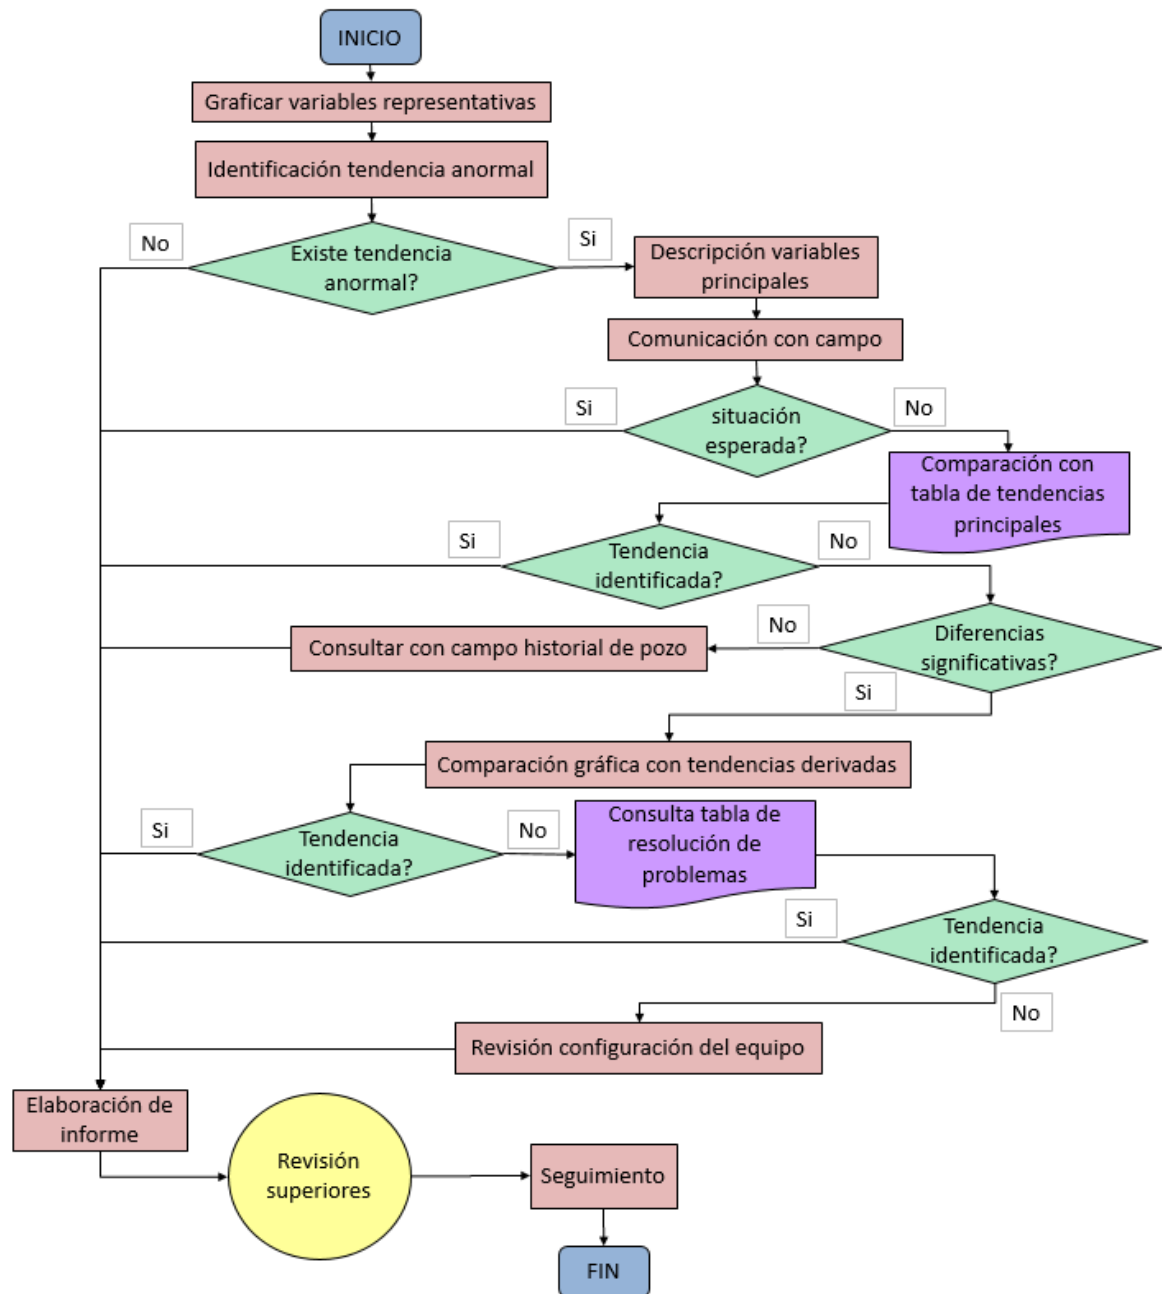 INICIO
Graficar variables representativas
Identificación tendencia anormal
No
Si
Existe tendencia
anormal?
Descripción variables
principales
Comunicación con campo
Si
situación
esperada?
No
Comparación con
tabla de tendencias
principales
Si
Tendencia
identificada?
No
Diferencias
significativas?
No
Consultar con campo historial de pozo
Si
Comparación gráfica con tendencias derivadas
Si
Tendencia
identificada?
No
Consulta tabla de
resolución de
problemas
Si
Tendencia
identificada?
No
Revisión configuración del equipo
Elaboración de
informe
Revisión
superiores
Seguimiento
FIN